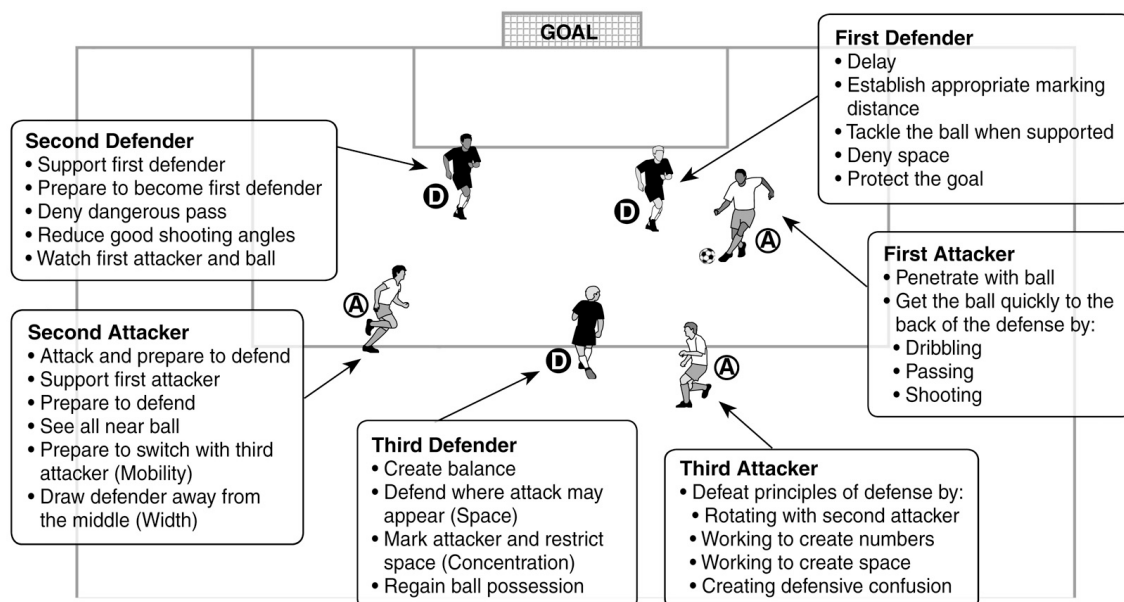 GOAL
First Defender
• Delay
• Establish appropriate marking
distance
• Tackle the ball when supported
• Deny space
• Protect the goal
Second Defender
• Support first defender
• Prepare to become first defender
• Deny dangerous pass
• Reduce good shooting angles
• Watch first attacker and ball
D
D
A
First Attacker
• Penetrate with ball
• Get the ball quickly to the
back of the defense by:
• Dribbling
• Passing
• Shooting
A
Second Attacker
• Attack and prepare to defend
• Support first attacker
• Prepare to defend
• See all near ball
• Prepare to switch with third
attacker (Mobility)
• Draw defender away from
the middle (Width)
D
A
Third Defender
• Create balance
• Defend where attack may
appear (Space)
• Mark attacker and restrict
space (Concentration)
• Regain ball possession
Third Attacker
• Defeat principles of defense by:
• Rotating with second attacker
• Working to create numbers
• Working to create space
• Creating defensive confusion